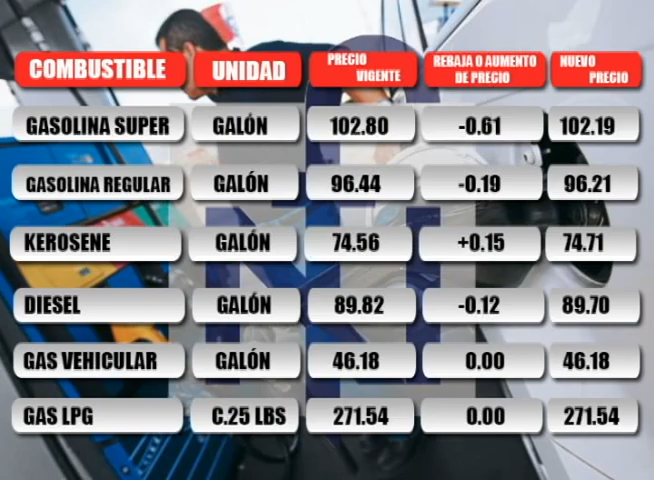 COMBUSTIBLE UNIDAD PRECIO VIGENTE REBAJA O AUMENTO DE PRECIO NUEVO PRECIO
GASOLINA SUPER GALÓN 102.80 -0.61 102.19
GASOLINA REGULAR GALÓN 96.44 -0.19 96.21
KEROSENE GALÓN 74.56 +0.15 74.71
DIESEL GALÓN 89.82 -0.12 89.70
GAS VEHICULAR GALÓN 46.18 0.00 46.18
GAS LPG C.25 LBS 271.54 0.00 271.54